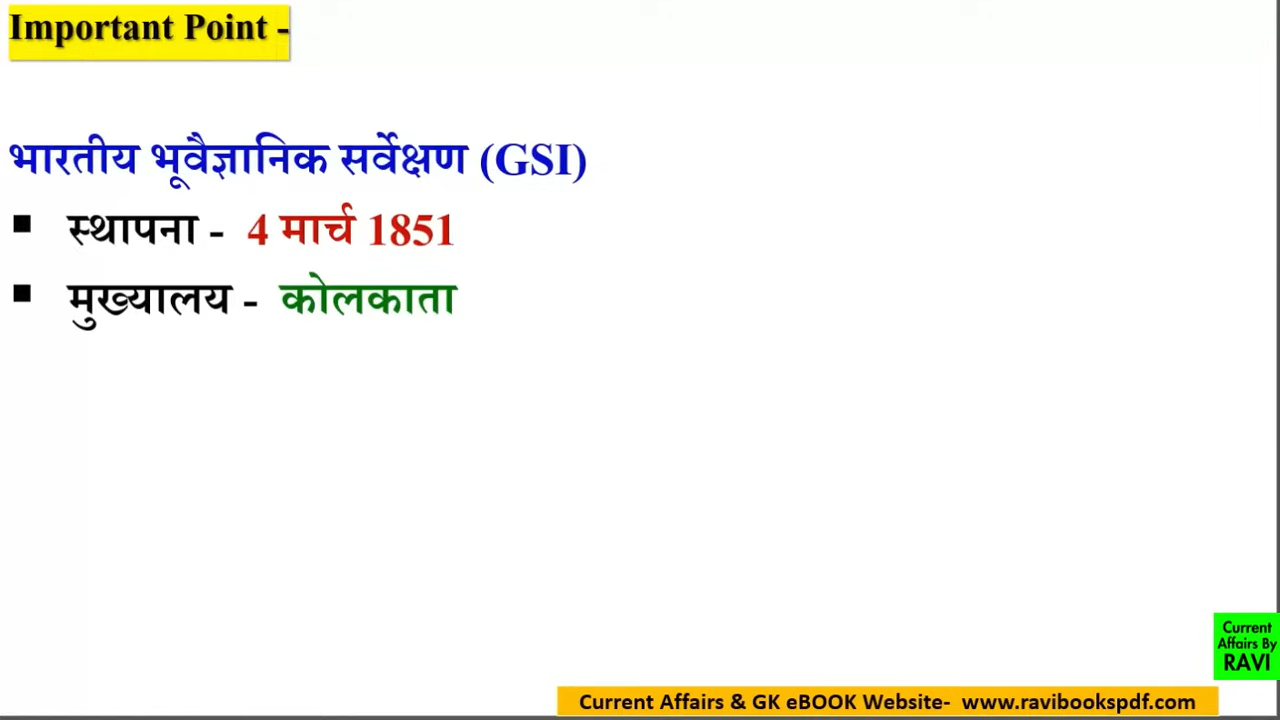 Important Point -
भारतीय भूवैज्ञानिक सर्वेक्षण (GSI)
▪ स्थापना - 4 मार्च 1851
▪ मुख्यालय - कोलकाता
Current
Affairs By
RAVI
Current Affairs & GK eBOOK Website- www.ravibookspdf.com